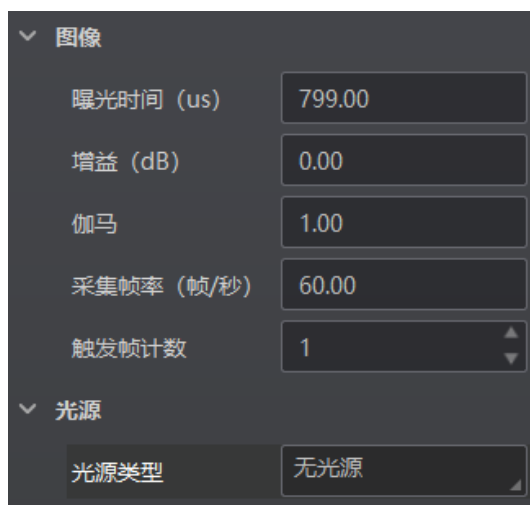 图像
曝光时间（us） 799.00
增益（dB） 0.00
伽马 1.00
采集帧率（帧/秒） 60.00
触发帧计数 1
光源
光源类型 无光源